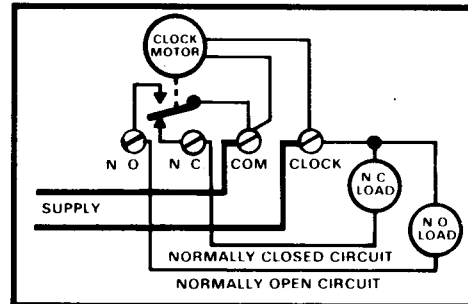 CLOCK
MOTOR
N O
N C
COM
CLOCK
N C
LOAD
SUPPLY
N O
LOAD
NORMALLY CLOSED CIRCUIT
NORMALLY OPEN CIRCUIT